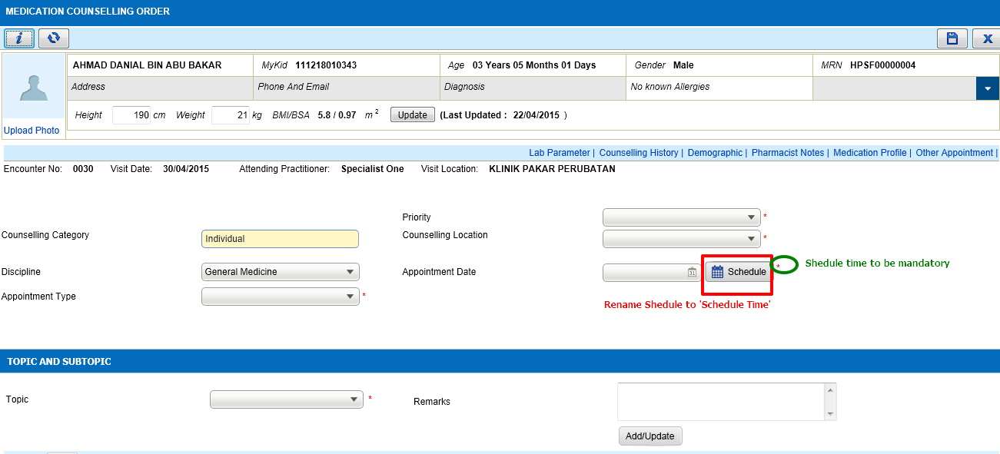 MEDICATION COUNSELLING ORDER
i
X
AHMAD DANIAL BIN ABU BAKAR MyKid 111218010343 Age 03 Years 05 Months 01 Days Gender Male MRN HPSF00000004
Address Phone And Email Diagnosis No known Allergies
Height 190 cm Weight 21 kg BMI/BSA 5.8 / 0.97 m 2 Update (Last Updated : 22/04/2015 )
Upload Photo
Lab Parameter | Counselling History | Demographic | Pharmacist Notes | Medication Profile | Other Appointment |
Encounter No: 0030 Visit Date: 30/04/2015 Attending Practitioner: Specialist One Visit Location: KLINIK PAKAR PERUBATAN
Priority *
Counselling Category Individual Counselling Location *
Discipline General Medicine Appointment Date 31 Schedule * Shedule time to be mandatory
Appointment Type *
Rename Shedule to 'Schedule Time'
TOPIC AND SUBTOPIC
Topic * Remarks
Add/Update